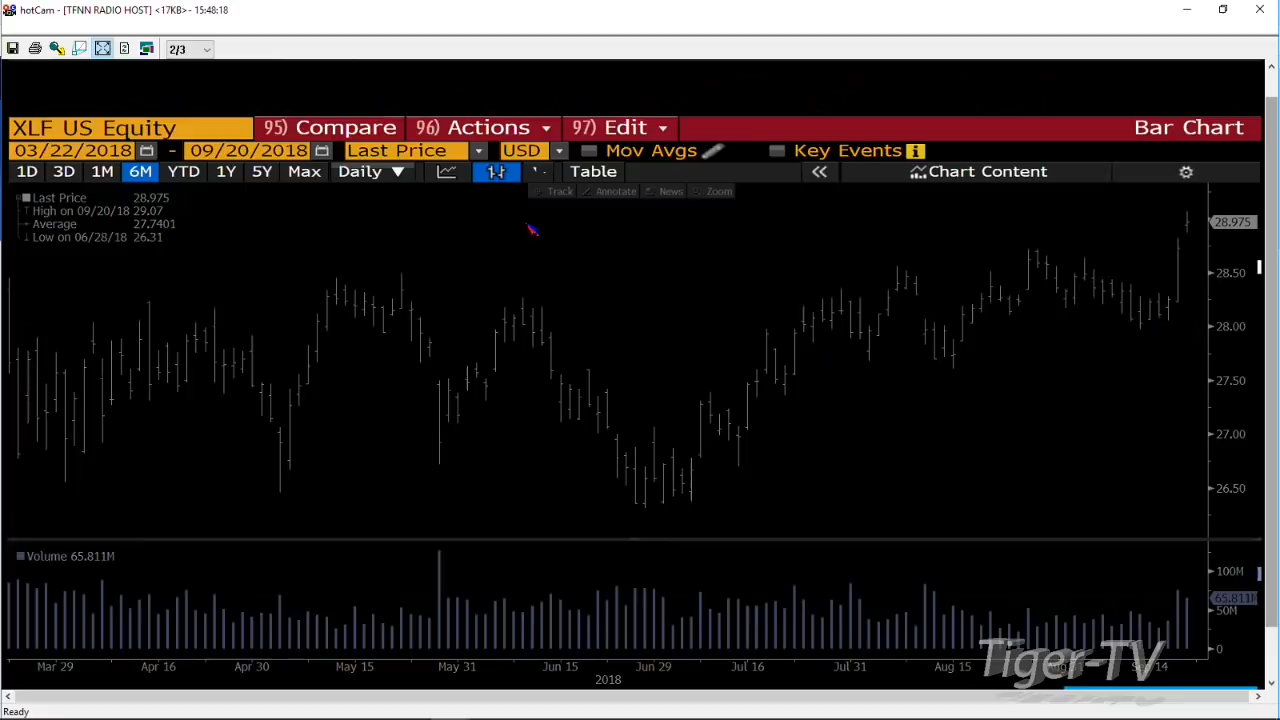 hotCam - [TFNN RADIO HOST] <17KB> - 15:48:18
2/3
XLF US Equity 95) Compare 96) Actions 97) Edit Bar Chart
03/22/2018 - 09/20/2018 Last Price USD Mov Avgs Key Events
1D 3D 1M 6M YTD 1Y 5Y Max Daily Table Chart Content
Track Annotate News Zoom
Last Price 28.975
High on 09/20/18 29.07
Average 27.7401
Low on 06/28/18 26.31
28.975
28.50
28.00
27.50
27.00
26.50
Volume 65.811M
100M
65.811M
50M
0
Mar 29 Apr 16 Apr 30 May 15 May 31 Jun 15 Jun 29 Jul 16 Jul 31 Aug 15 Sep 14
2018
Tiger-TV
Ready